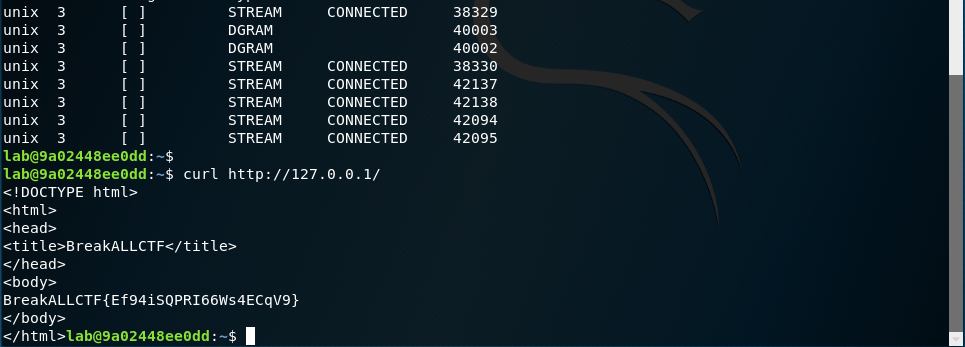 unix 3 [ ] STREAM CONNECTED 38329
unix 3 [ ] DGRAM 40003
unix 3 [ ] DGRAM 40002
unix 3 [ ] STREAM CONNECTED 38330
unix 3 [ ] STREAM CONNECTED 42137
unix 3 [ ] STREAM CONNECTED 42138
unix 3 [ ] STREAM CONNECTED 42094
unix 3 [ ] STREAM CONNECTED 42095
lab@9a02448ee0dd:~$
lab@9a02448ee0dd:~$ curl http://127.0.0.1/
<!DOCTYPE html>
<html>
<head>
<title>BreakALLCTF</title>
</head>
<body>
BreakALLCTF{Ef94iSQPRI66Ws4ECqV9}
</body>
</html>lab@9a02448ee0dd:~$